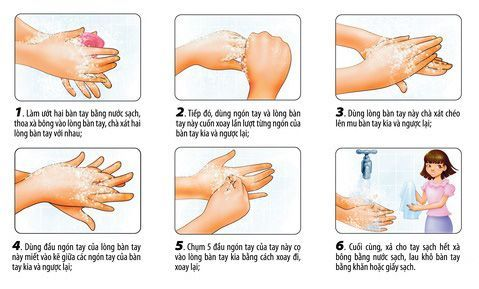 1. Làm ướt hai bàn tay bằng nước sạch,
thoa xà bông vào lòng bàn tay, chà xát hai
lòng bàn tay với nhau;
2. Tiếp đó, dùng ngón tay và lòng bàn
tay này cuốn xoay lần lượt từng ngón của
bàn tay kia và ngược lại;
3. Dùng lòng bàn tay này chà xát chéo
lên mu bàn tay kia và ngược lại;
4. Dùng đầu ngón tay của lòng bàn tay
này miết vào kẽ giữa các ngón tay của bàn
tay kia và ngược lại;
5. Chụm 5 đầu ngón tay của tay này cọ
vào lòng bàn tay kia bằng cách xoay đi,
xoay lại;
6. Cuối cùng, xả cho tay sạch hết xà
bông bằng nước sạch, lau khô bàn tay
bằng khăn hoặc giấy sạch.